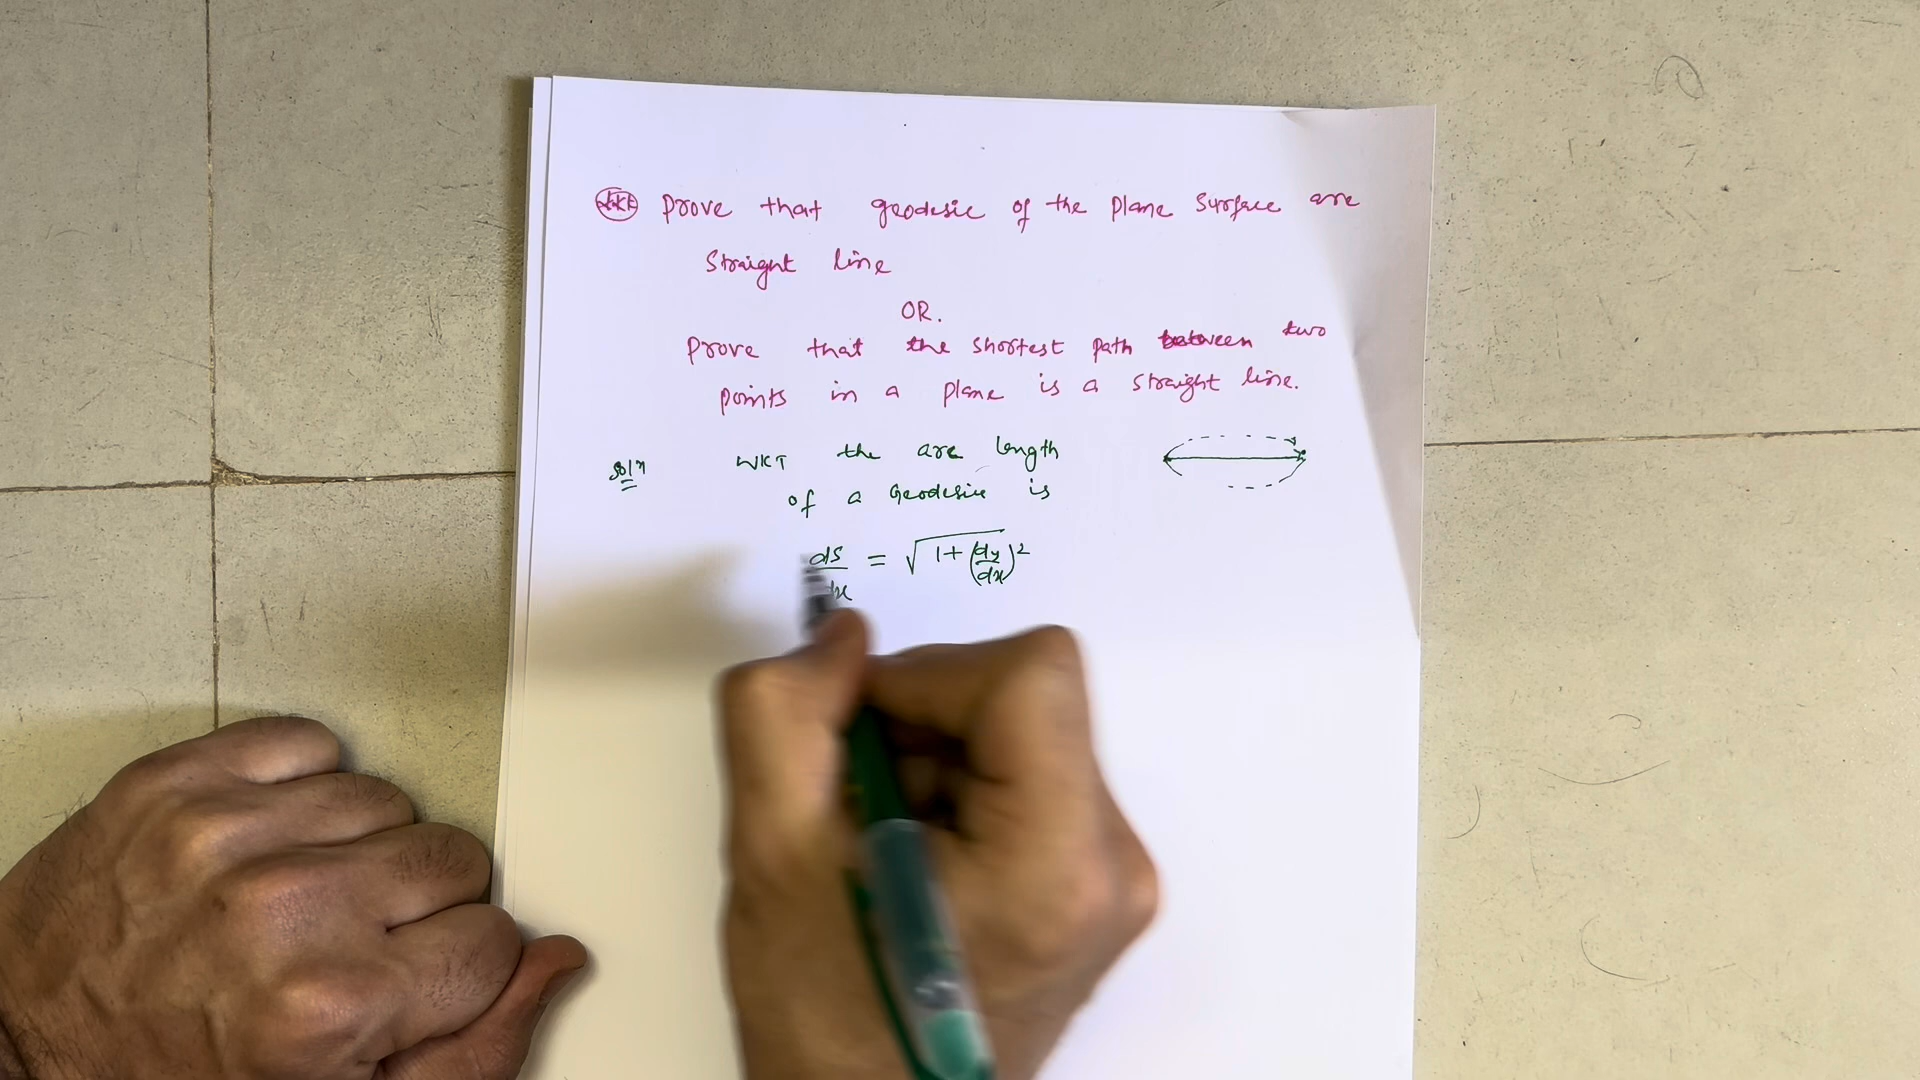 Prove that geodesic of the plane Surface are
Straight line
OR.
Prove that the shortest path between two
points in a plane is a straight line.
Soln WKT the arc length
of a Geodesic is
ds/dx = √1+(dy/dx)²